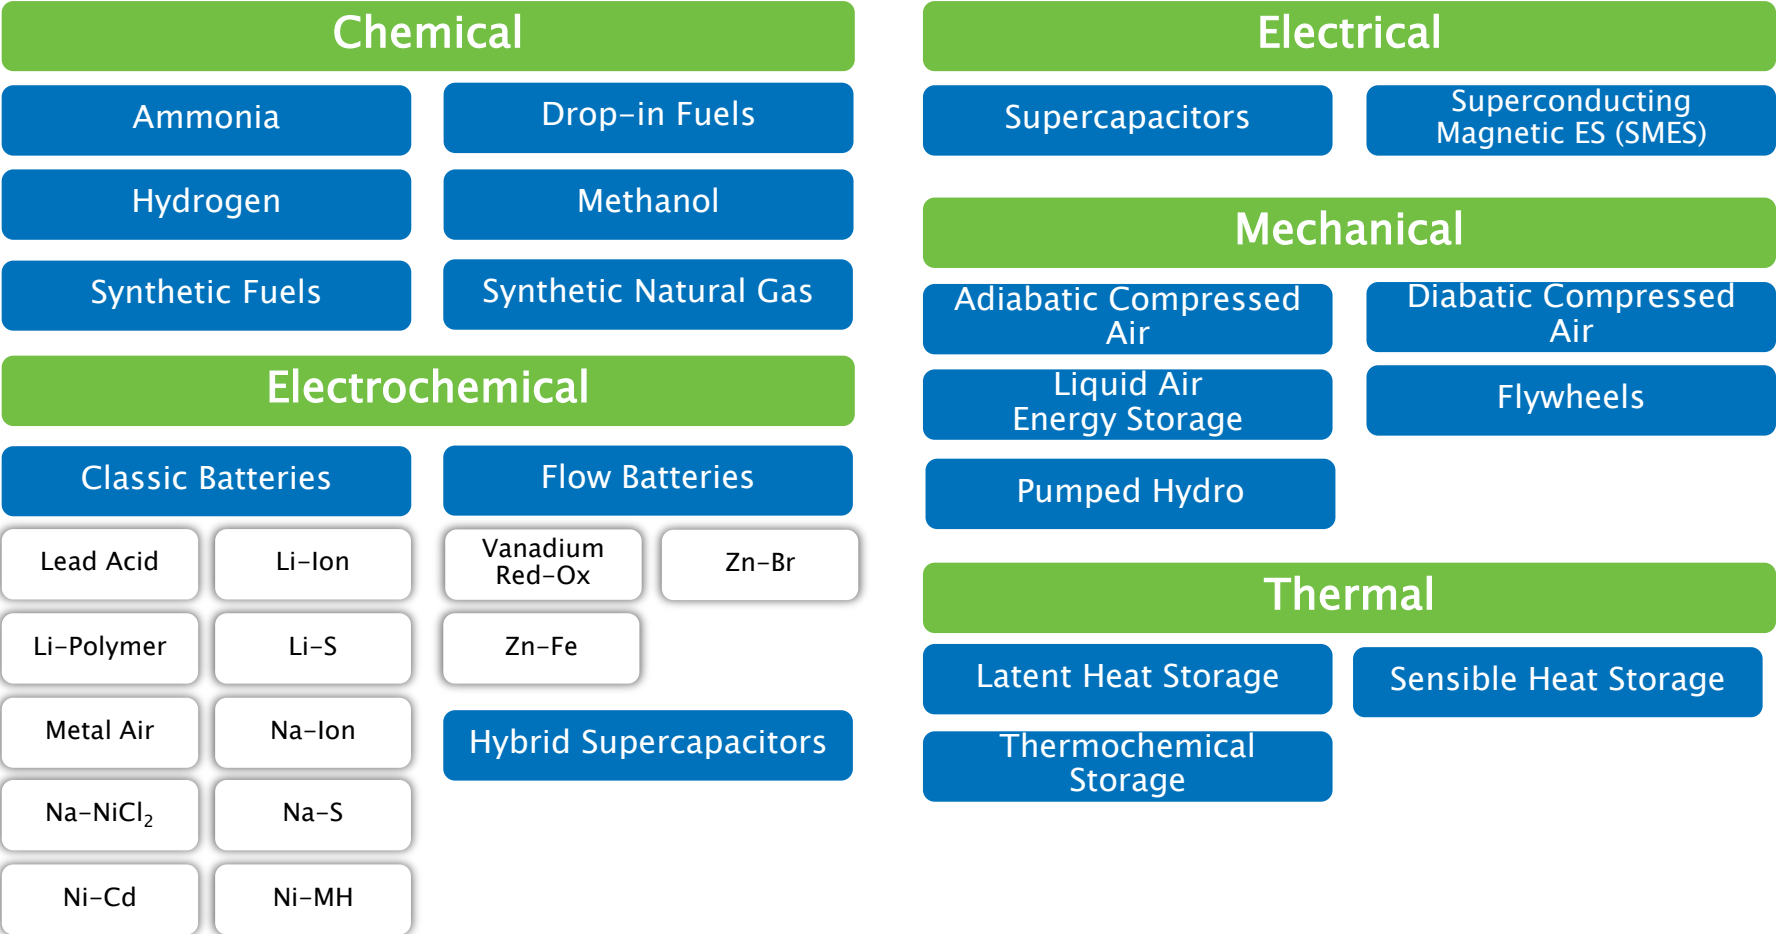 Chemical
Ammonia
Drop-in Fuels
Hydrogen
Methanol
Synthetic Fuels
Synthetic Natural Gas
Electrochemical
Classic Batteries
Flow Batteries
Lead Acid
Li-Ion
Vanadium
Red-Ox
Zn-Br
Li-Polymer
Li-S
Zn-Fe
Metal Air
Na-Ion
Hybrid Supercapacitors
Na-NiCl₂
Na-S
Ni-Cd
Ni-MH
Electrical
Supercapacitors
Superconducting
Magnetic ES (SMES)
Mechanical
Adiabatic Compressed
Air
Diabatic Compressed
Air
Liquid Air
Energy Storage
Flywheels
Pumped Hydro
Thermal
Latent Heat Storage
Sensible Heat Storage
Thermochemical
Storage